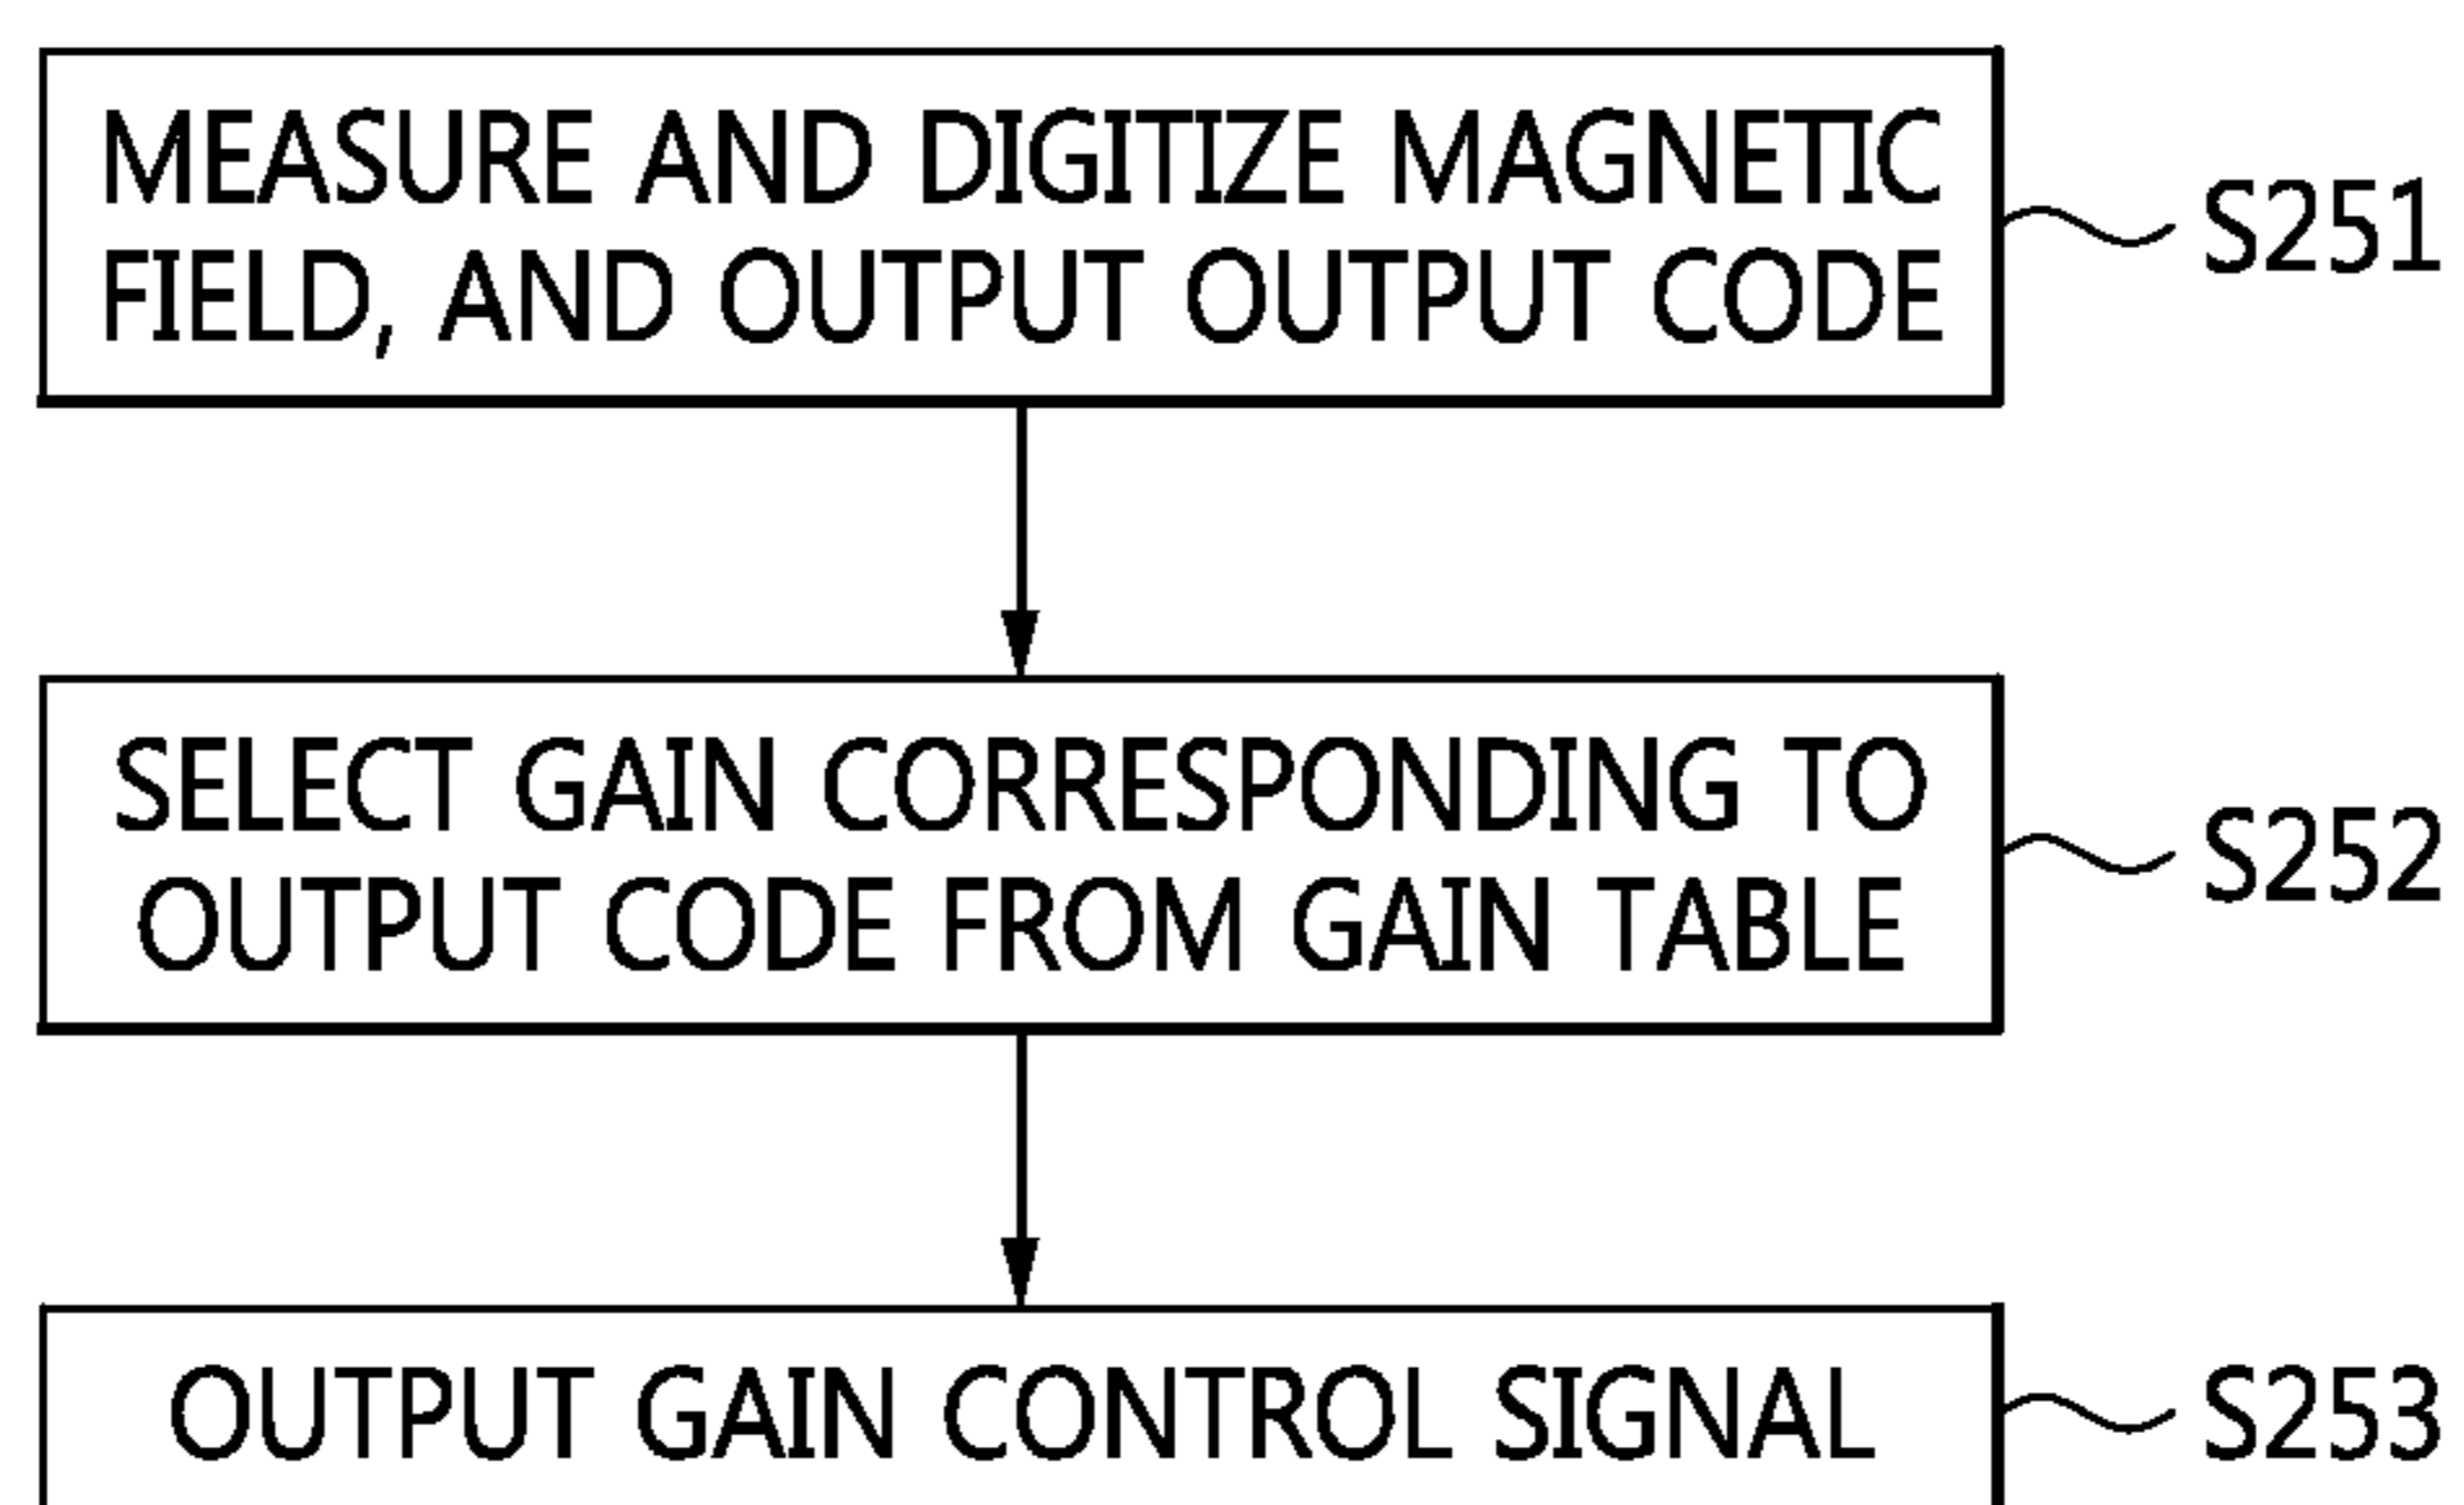 MEASURE AND DIGITIZE MAGNETIC
FIELD, AND OUTPUT OUTPUT CODE
S251
SELECT GAIN CORRESPONDING TO
OUTPUT CODE FROM GAIN TABLE
S252
OUTPUT GAIN CONTROL SIGNAL
S253